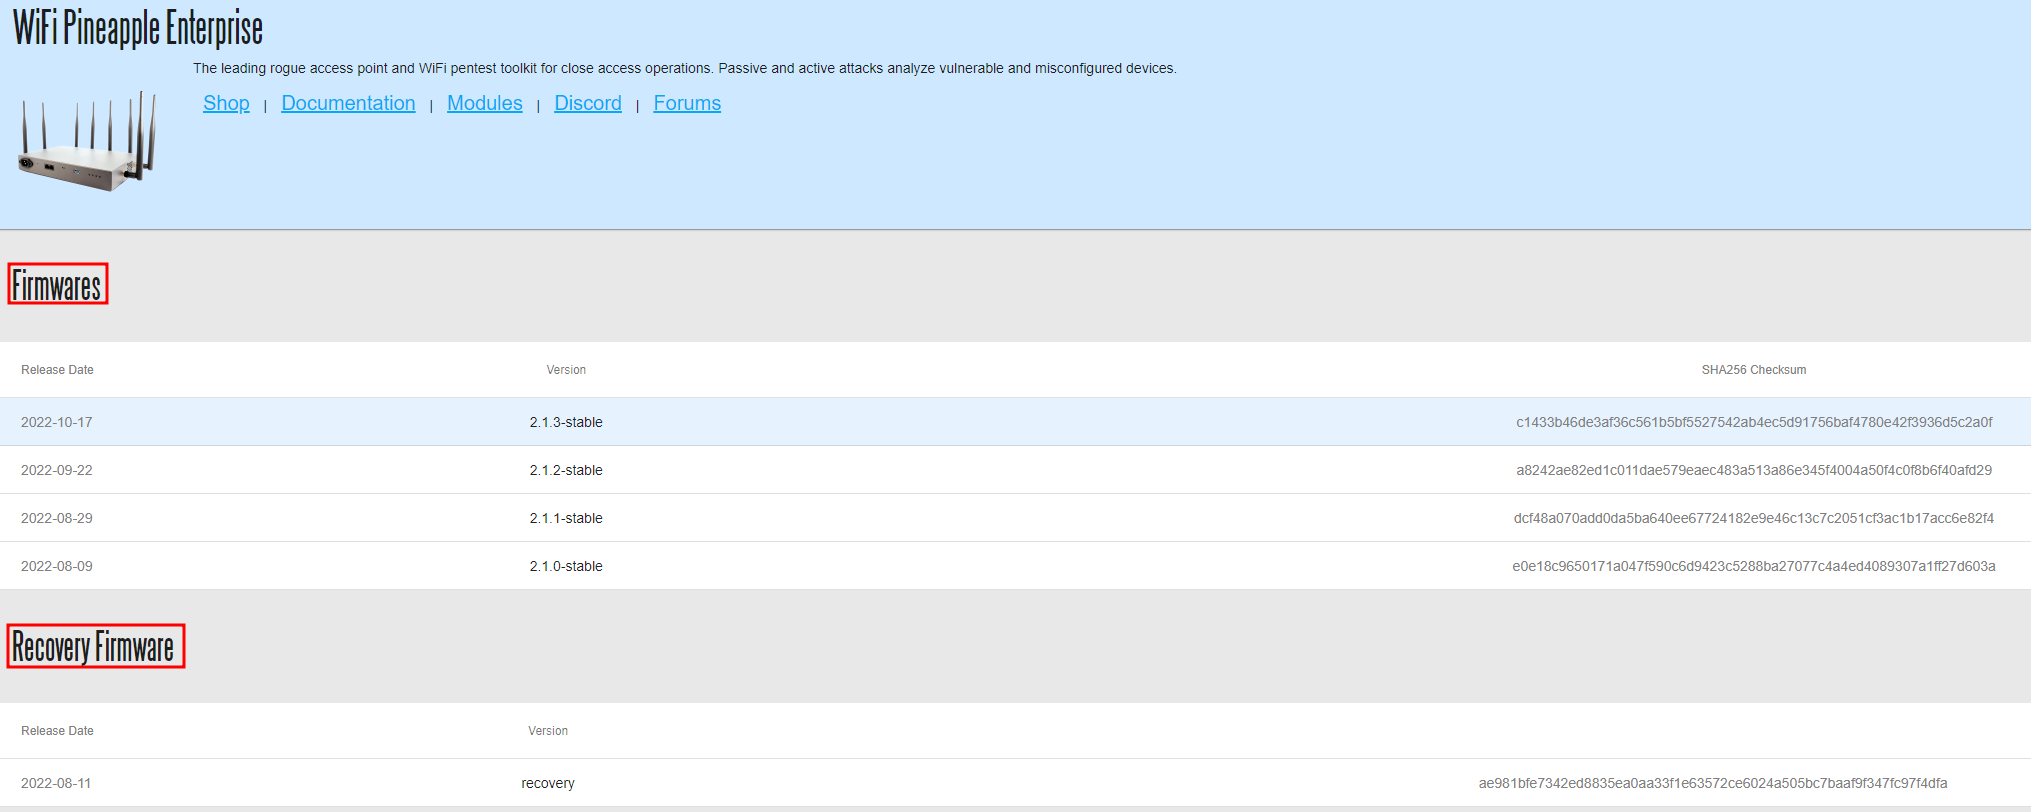 WiFi Pineapple Enterprise
The leading rogue access point and WiFi pentest toolkit for close access operations. Passive and active attacks analyze vulnerable and misconfigured devices.
Shop | Documentation | Modules | Discord | Forums
Firmwares
Release Date Version SHA256 Checksum
2022-10-17 2.1.3-stable c1433b46de3af36c561b5bf5527542ab4ec5d91756baf4780e42f3936d5c2a0f
2022-09-22 2.1.2-stable a8242ae82ed1c011dae579eaec483a513a86e345f4004a50f4c0f8b6f40afd29
2022-08-29 2.1.1-stable dcf48a070add0da5ba640ee67724182e9e46c13c7c2051cf3ac1b17acc6e82f4
2022-08-09 2.1.0-stable e0e18c9650171a047f590c6d9423c5288ba27077c4a4ed4089307a1ff27d603a
Recovery Firmware
Release Date Version
2022-08-11 recovery ae981bfe7342ed8835ea0aa33f1e63572ce6024a505bc7baaf9f347fc97f4dfa